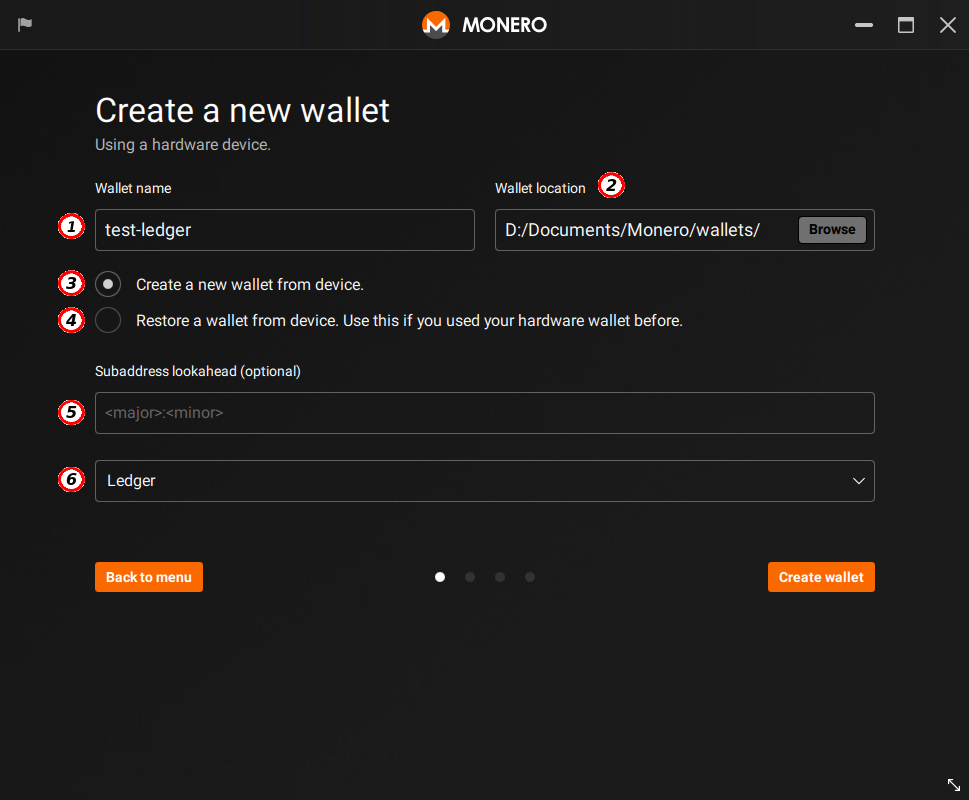 MONERO
Create a new wallet
Using a hardware device.
Wallet name
Wallet location 2
1 test-ledger
D:/Documents/Monero/wallets/ Browse
3 Create a new wallet from device.
4 Restore a wallet from device. Use this if you used your hardware wallet before.
Subaddress lookahead (optional)
5 <major>:<minor>
6 Ledger
Back to menu
Create wallet